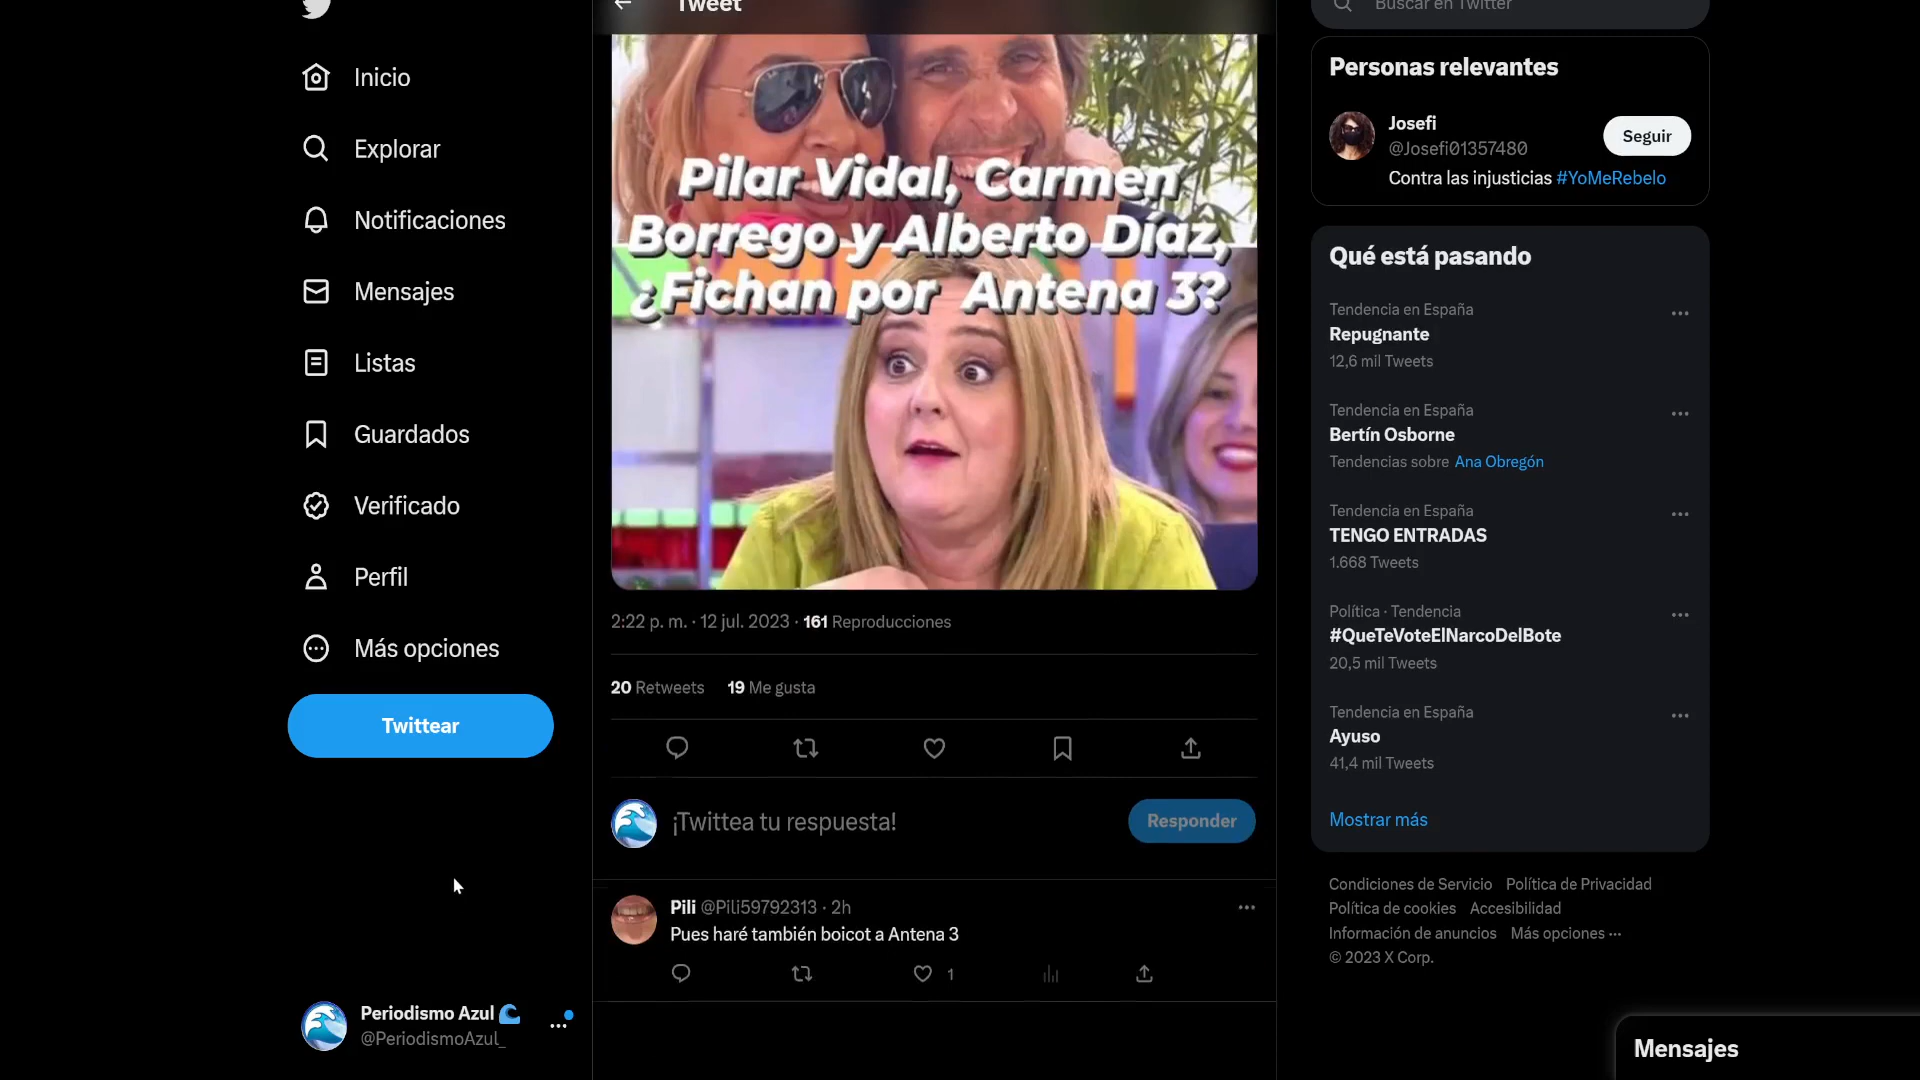 Inicio
Explorar
Notificaciones
Mensajes
Listas
Guardados
Verificado
Perfil
Más opciones
Twittear
Periodismo Azul
@PeriodismoAzul_
Tweet
Pilar Vidal, Carmen
Borrego y Alberto Díaz,
¿Fichan por Antena 3?
2:22 p. m. · 12 jul. 2023 · 161 Reproducciones
20 Retweets 19 Me gusta
¡Twittea tu respuesta!
Responder
Pili @Pili59792313 · 2h
Pues haré también boicot a Antena 3
1
Buscar en Twitter
Personas relevantes
Josefi
@Josefi01357480
Seguir
Contra las injusticias #YoMeRebelo
Qué está pasando
Tendencia en España
Repugnante
12,6 mil Tweets
Tendencia en España
Bertín Osborne
Tendencias sobre Ana Obregón
Tendencia en España
TENGO ENTRADAS
1.668 Tweets
Política · Tendencia
#QueTeVoteElNarcoDelBote
20,5 mil Tweets
Tendencia en España
Ayuso
41,4 mil Tweets
Mostrar más
Condiciones de Servicio Política de Privacidad
Política de cookies Accesibilidad
Información de anuncios Más opciones ···
© 2023 X Corp.
Mensajes